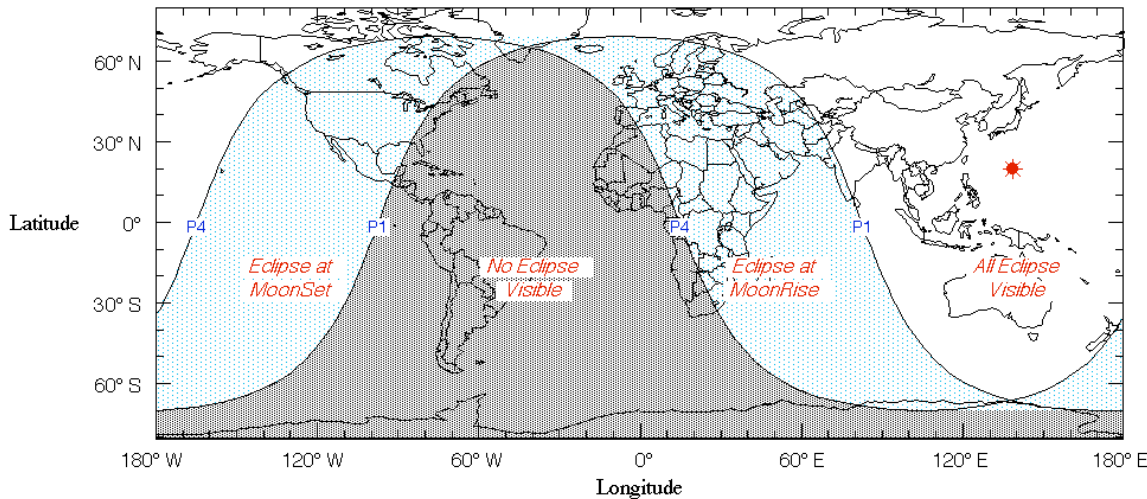 60° N
30° N
Latitude
0°
30° S
60° S
P4
P1
P4
P1
Eclipse at
MoonSet
No Eclipse
Visible
Eclipse at
MoonRise
All Eclipse
Visible
180° W
120° W
60° W
0°
60° E
120° E
180° E
Longitude